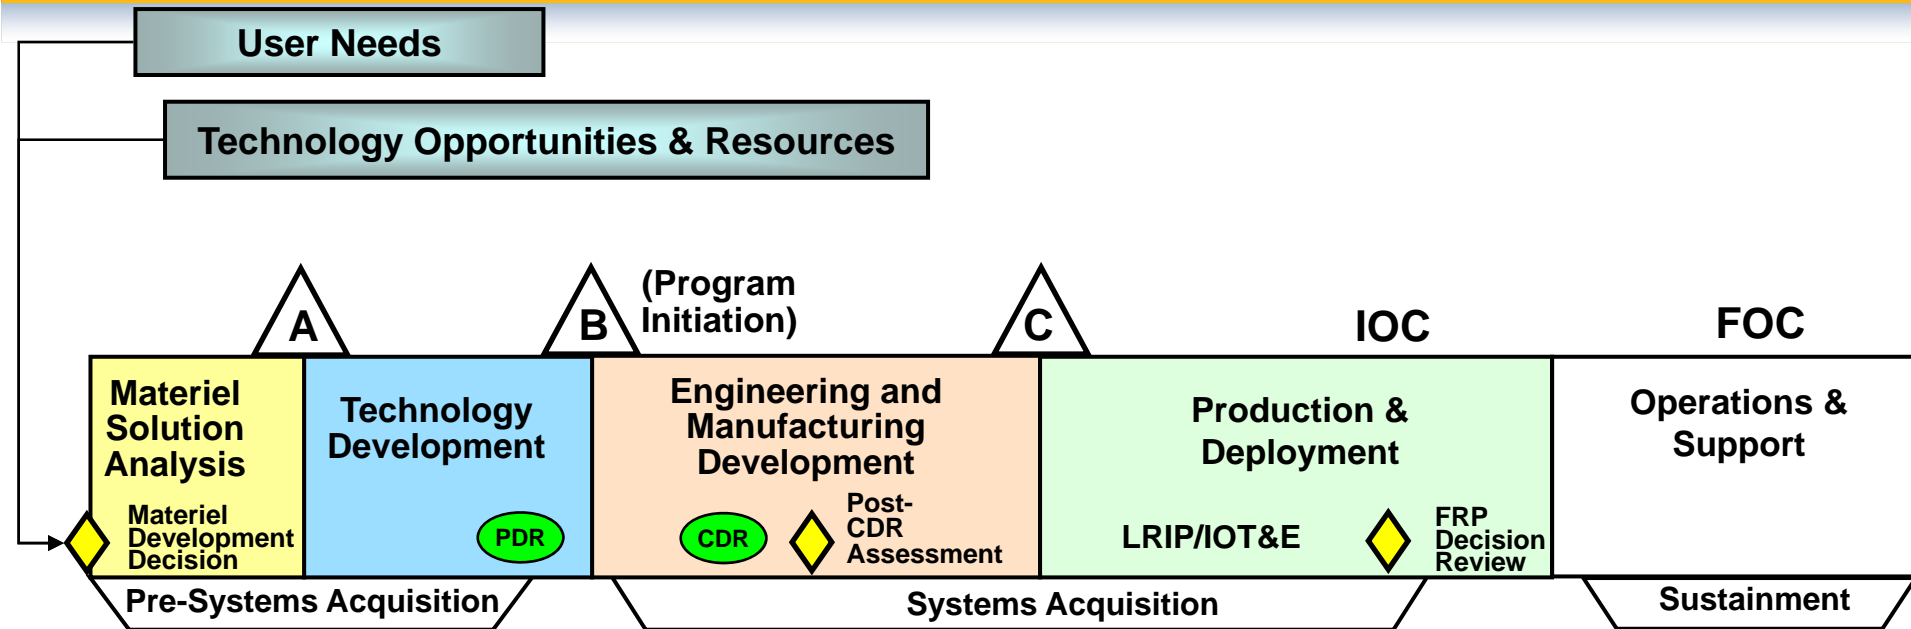 User Needs
Technology Opportunities & Resources
A
B
(Program
Initiation)
C
IOC
FOC
Materiel
Solution
Analysis
Technology
Development
Engineering and
Manufacturing
Development
Production &
Deployment
Operations &
Support
Materiel
Development
Decision
PDR
CDR
Post-
CDR
Assessment
LRIP/IOT&E
FRP
Decision
Review
Pre-Systems Acquisition
Systems Acquisition
Sustainment